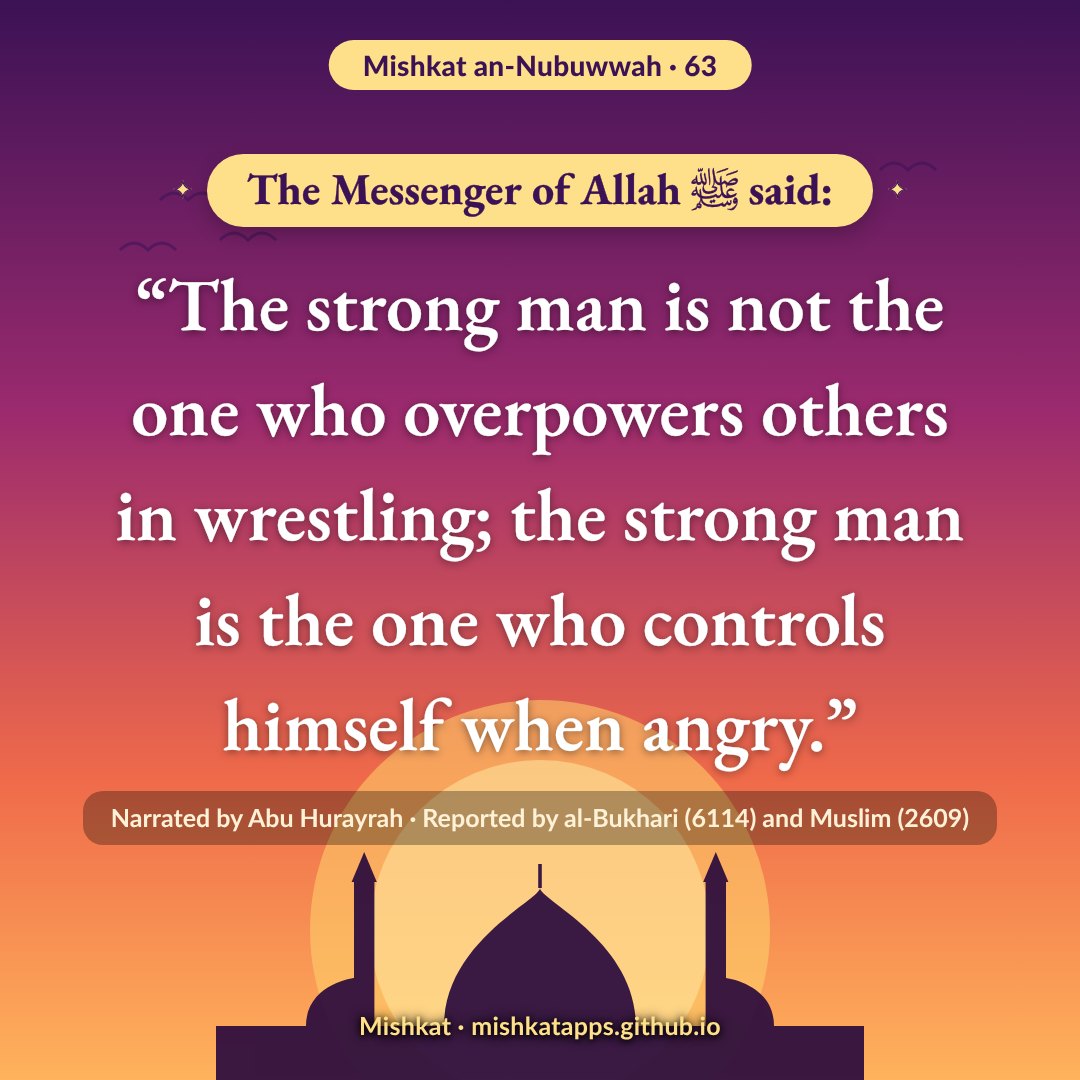 Mishkat an-Nubuwwah · 63
The Messenger of Allah ﷺ said:
“The strong man is not the
one who overpowers others
in wrestling; the strong man
is the one who controls
himself when angry.”
Narrated by Abu Hurayrah · Reported by al-Bukhari (6114) and Muslim (2609)
Mishkat · mishkatapps.github.io